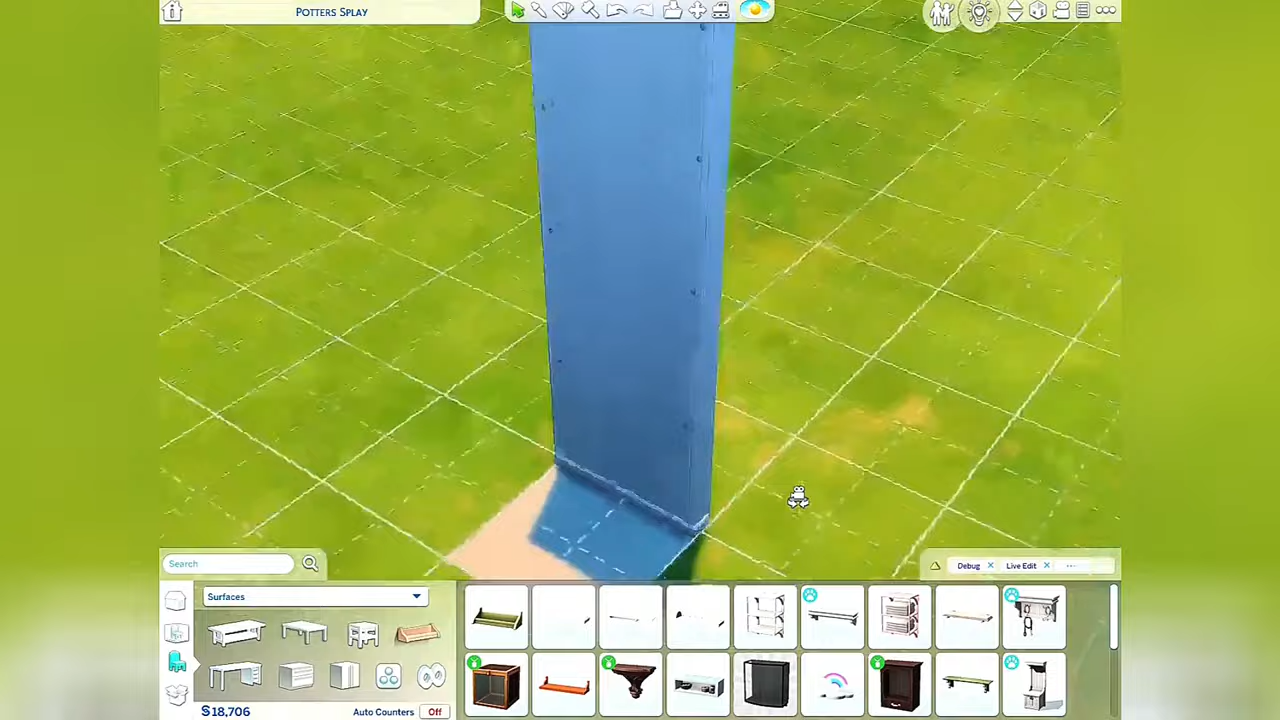 POTTERS SPLAY
Search
Debug
Live Edit
Surfaces
§18,706
Auto Counters
Off